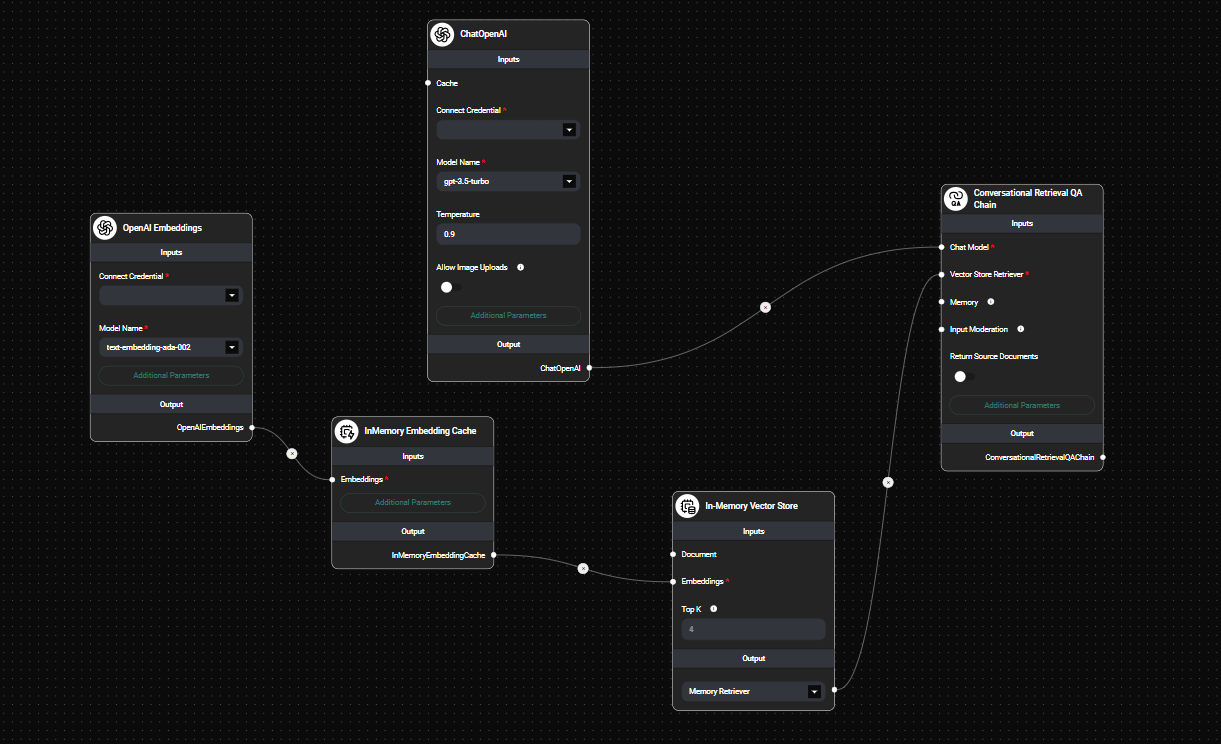 ChatOpenAI
Inputs
Cache
Connect Credential *
Model Name *
gpt-3.5-turbo
Temperature
0.9
Allow Image Uploads
Additional Parameters
Output
ChatOpenAI
OpenAI Embeddings
Inputs
Connect Credential *
Model Name *
text-embedding-ada-002
Additional Parameters
Output
OpenAIEmbeddings
InMemory Embedding Cache
Inputs
Embeddings *
Additional Parameters
Output
InMemoryEmbeddingCache
In-Memory Vector Store
Inputs
Document
Embeddings *
Top K
4
Output
Memory Retriever
QA
Conversational Retrieval QA
Chain
Inputs
Chat Model *
Vector Store Retriever *
Memory
Input Moderation
Return Source Documents
Additional Parameters
Output
ConversationalRetrievalQAChain